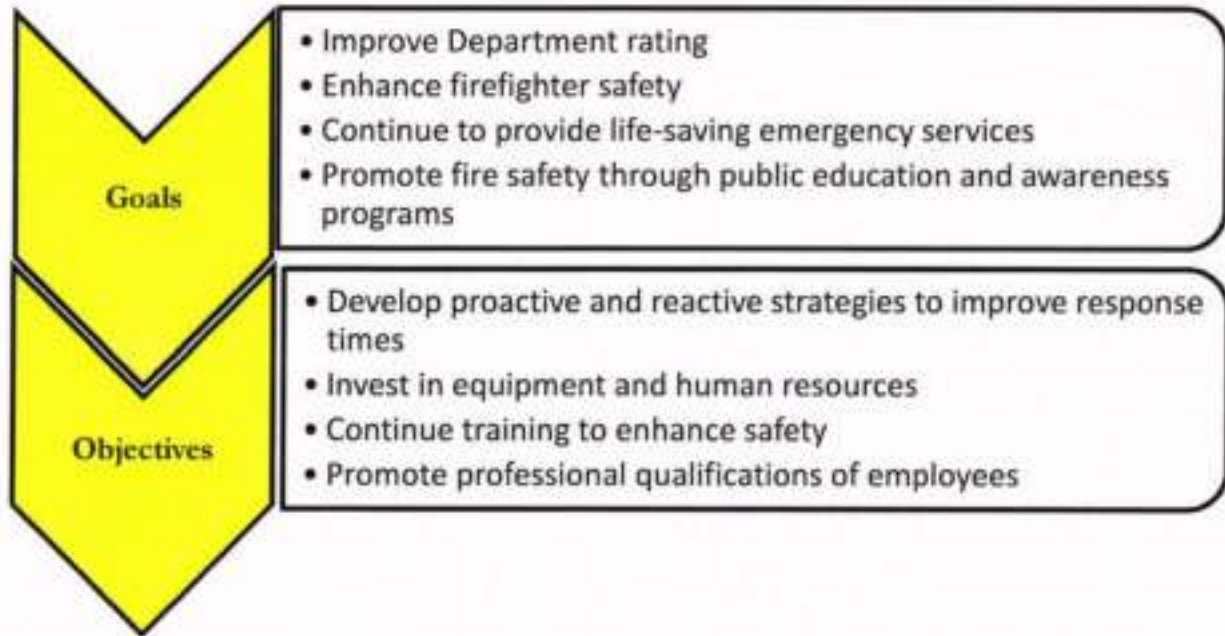 Goals
• Improve Department rating
• Enhance firefighter safety
• Continue to provide life-saving emergency services
• Promote fire safety through public education and awareness
programs
Objectives
• Develop proactive and reactive strategies to improve response
times
• Invest in equipment and human resources
• Continue training to enhance safety
• Promote professional qualifications of employees